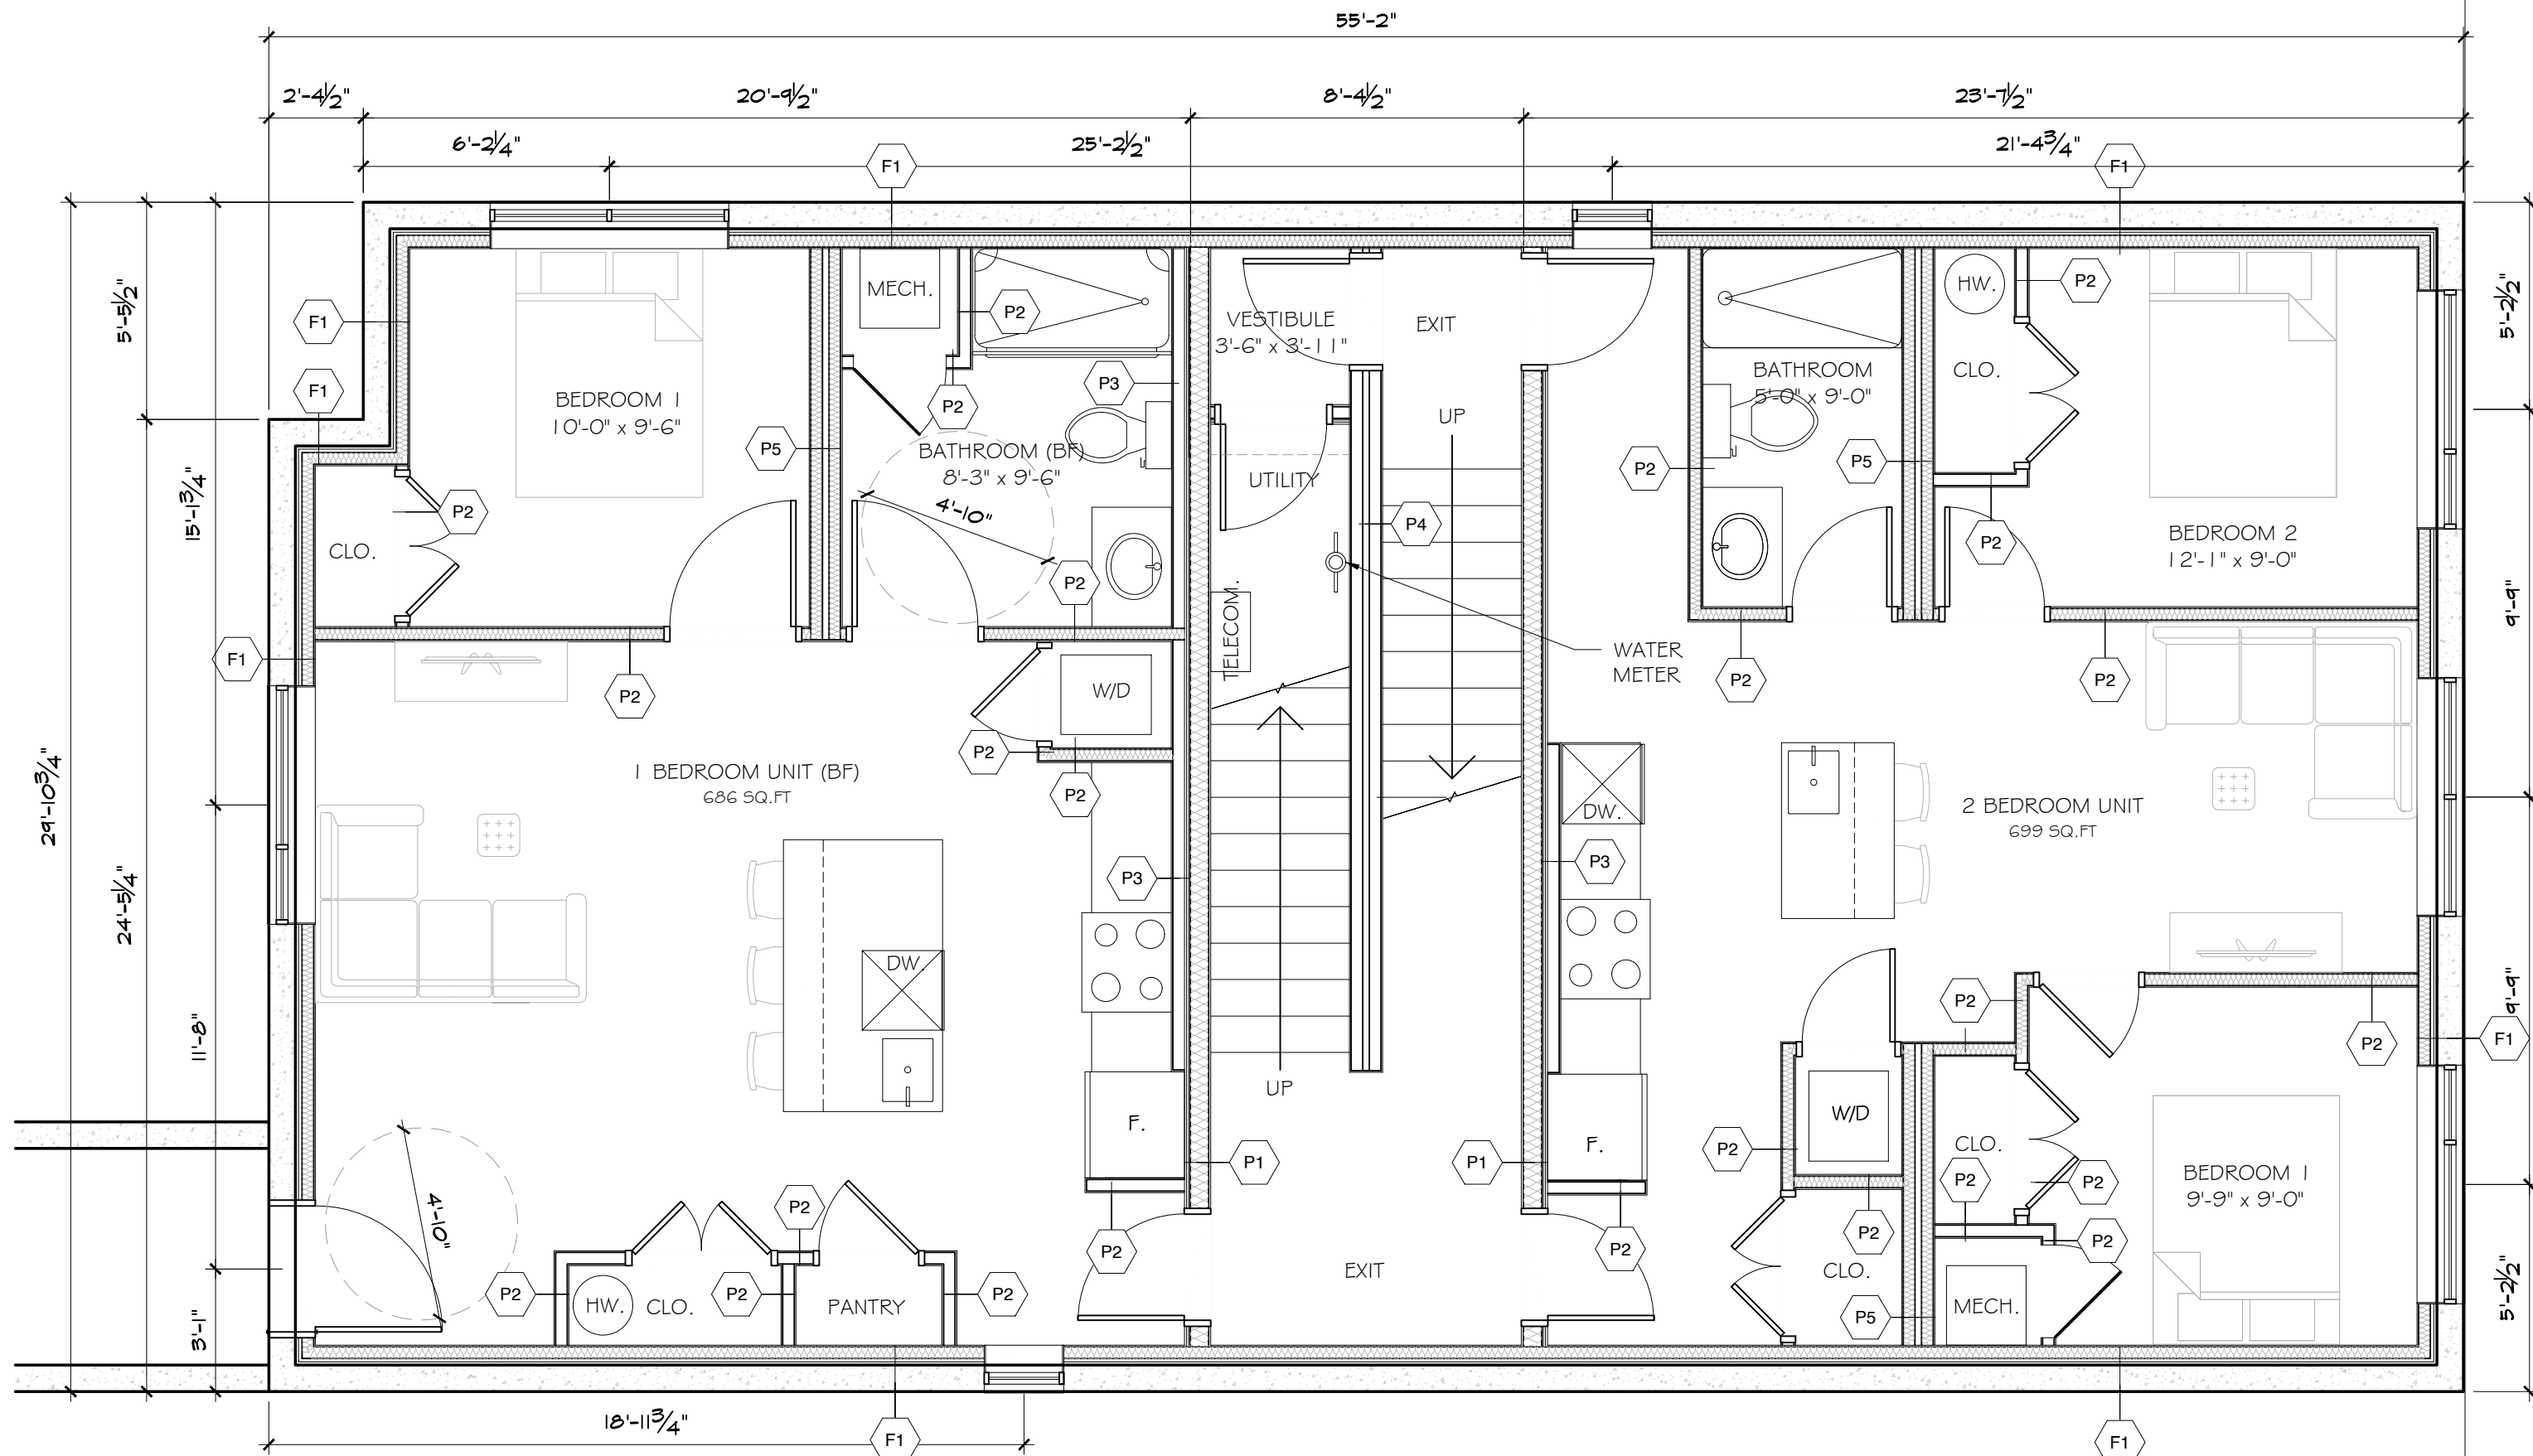 55'-2"
2'-4½"
20'-9½"
8'-4½"
23'-7½"
6'-2¼"
25'-2½"
21'-4¾"
F1
F1
5'-5½"
5'-2½"
F1
F1
MECH.
P2
P3
P2
P5
BEDROOM 1
10'-0" x 9'-6"
BATHROOM (BF)
8'-3" x 9'-6"
4'-10"
P2
CLO.
P2
VESTIBULE
3'-6" x 3'-11"
EXIT
UP
UTILITY
P4
TELECOM.
WATER
METER
BATHROOM
5'-0" x 9'-0"
P2
P5
HW.
P2
CLO.
P2
BEDROOM 2
12'-1" x 9'-0"
15'-1¾"
9'-9"
F1
P2
W/D
P2
P2
P2
P2
29'-10¾"
24'-5¼"
1 BEDROOM UNIT (BF)
686 SQ.FT
DW.
P3
DW.
P3
2 BEDROOM UNIT
699 SQ.FT
11'-8"
9'-9"
P2
P2
F1
UP
F.
P1
P1
F.
W/D
P2
P2
CLO.
P2
P2
BEDROOM 1
9'-9" x 9'-0"
4'-10"
P2
P2
P2
P2
P2
P2
HW.
CLO.
P2
PANTRY
P2
EXIT
CLO.
P5
MECH.
3'-1"
5'-2½"
18'-11¾"
F1
F1